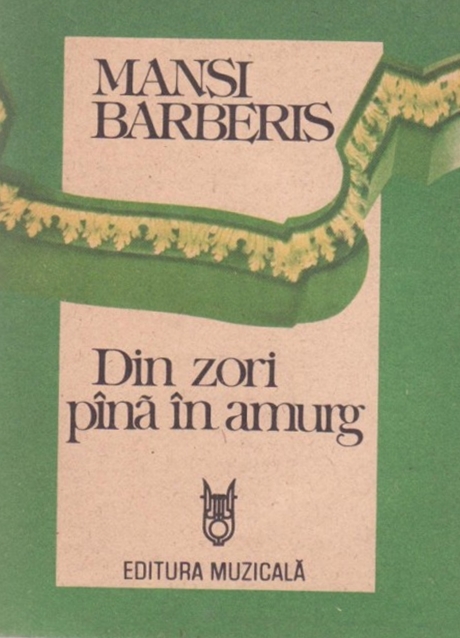 MANSI
BARBERIS
Din zori
pînă în amurg
EDITURA MUZICALĂ